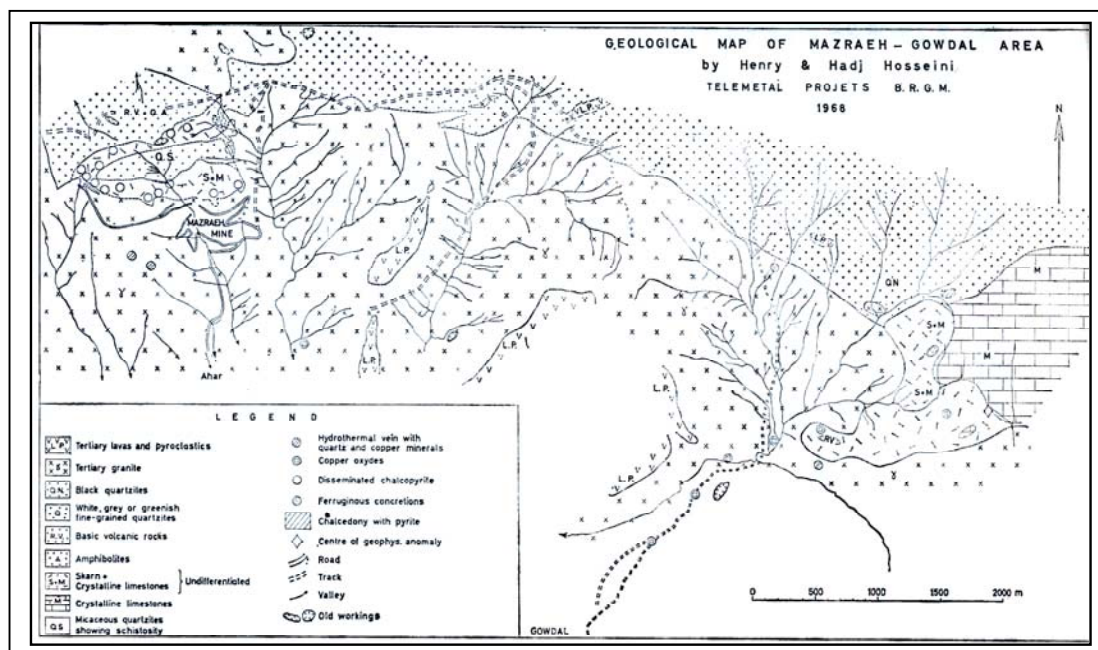 GEOLOGICAL MAP OF MAZRAEH - GOWDAL AREA
by Henry & Hadj Hosseini
TELEMETAL PROJETS B.R.G.M.
1968
N
R.V+Q.A
Q.S
S+M
MAZRAEH
MINE
L.P.
L.P.
L.P.
L.P.
L.P.
Q.N
M
M
S+M
S+M
Ahar
GOWDAL
0 500 1000 1500 2000 m
LEGEND
L.P. Tertiary lavas and pyroclastics
Tertiary granite
Q.N Black quartzites
Q White, grey or greenish
fine-grained quartzites
R.V. Basic volcanic rocks
A Amphibolites
S+M Skarn +
Crystalline limestones
Undifferentiated
M Crystalline limestones
Q.S Micaceous quartzites
showing schistosity
Hydrothermal vein with
quartz and copper minerals
Copper oxydes
Disseminated chalcopyrite
Ferruginous concretions
Chalcedony with pyrite
Centre of geophys. anomaly
Road
Track
Valley
Old workings